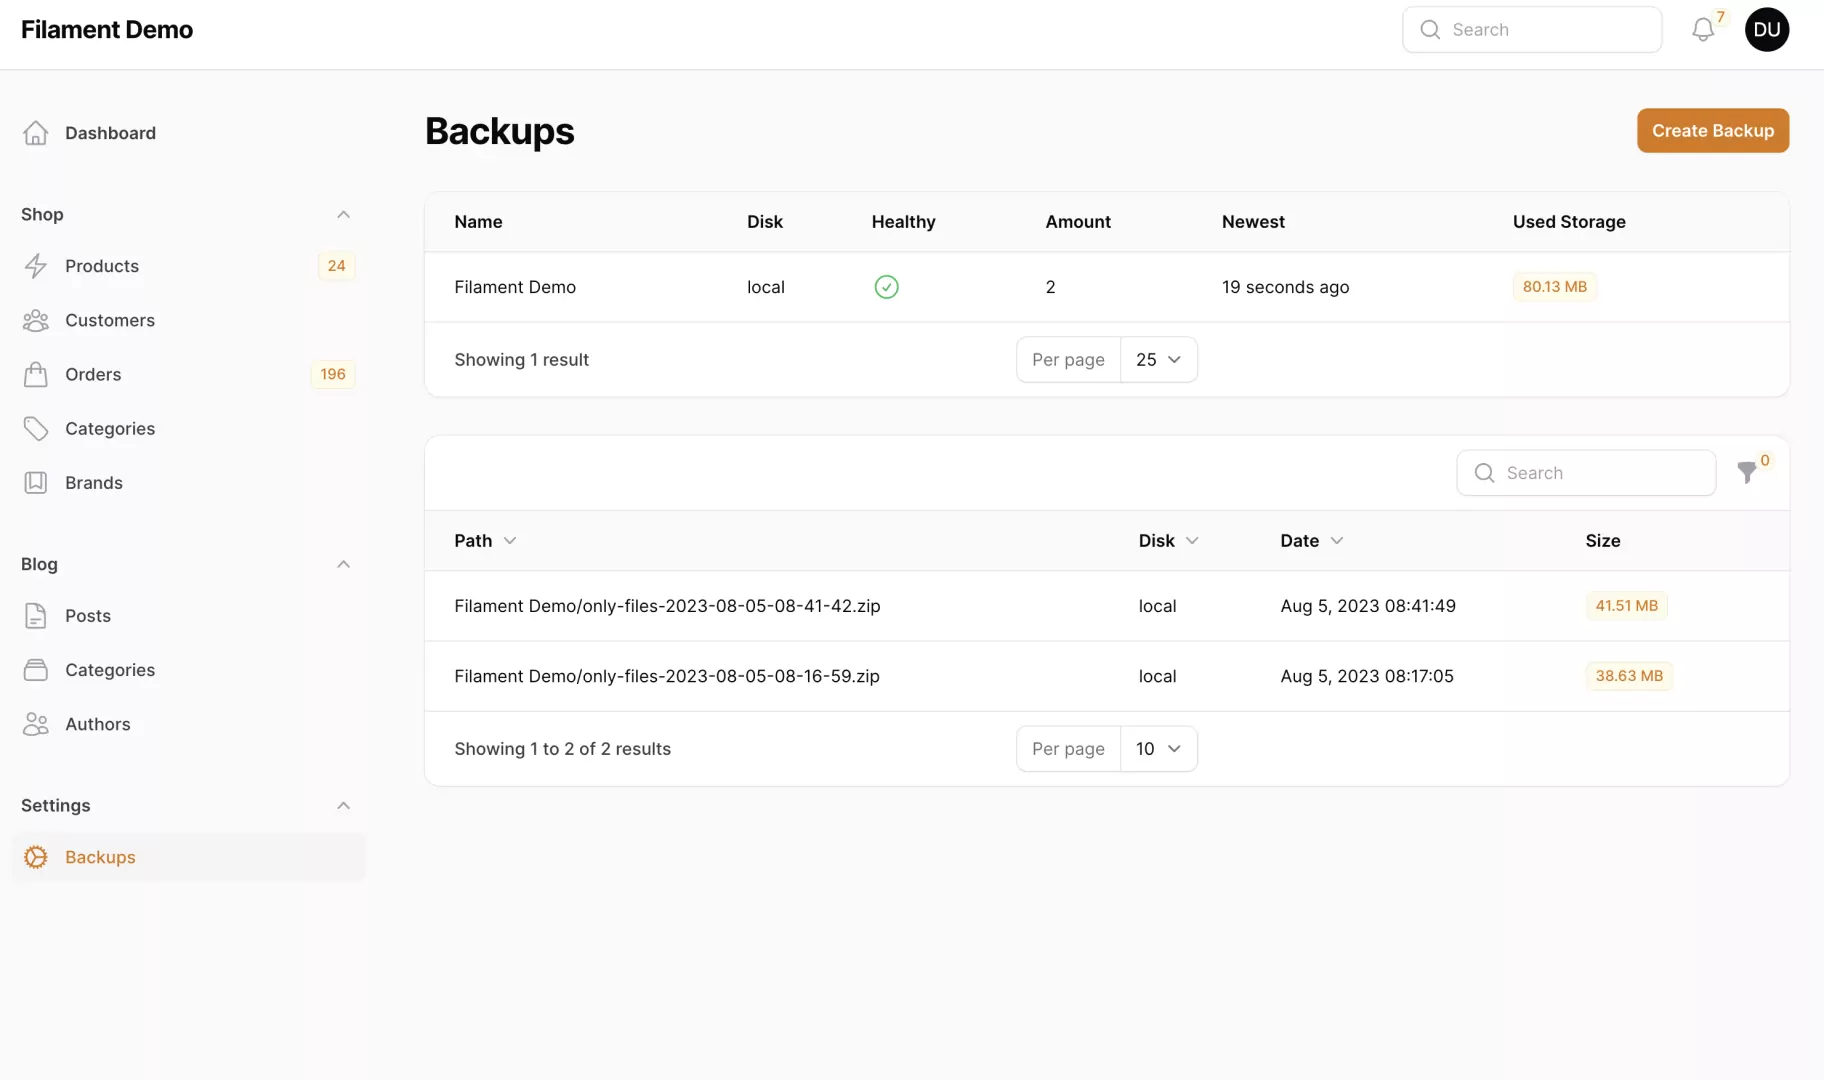 Filament Demo
Search
7
DU
Dashboard
Shop
Products 24
Customers
Orders 196
Categories
Brands
Blog
Posts
Categories
Authors
Settings
Backups
Backups
Create Backup
Name Disk Healthy Amount Newest Used Storage
Filament Demo local 2 19 seconds ago 80.13 MB
Showing 1 result Per page 25
Search 0
Path Disk Date Size
Filament Demo/only-files-2023-08-05-08-41-42.zip local Aug 5, 2023 08:41:49 41.51 MB
Filament Demo/only-files-2023-08-05-08-16-59.zip local Aug 5, 2023 08:17:05 38.63 MB
Showing 1 to 2 of 2 results Per page 10